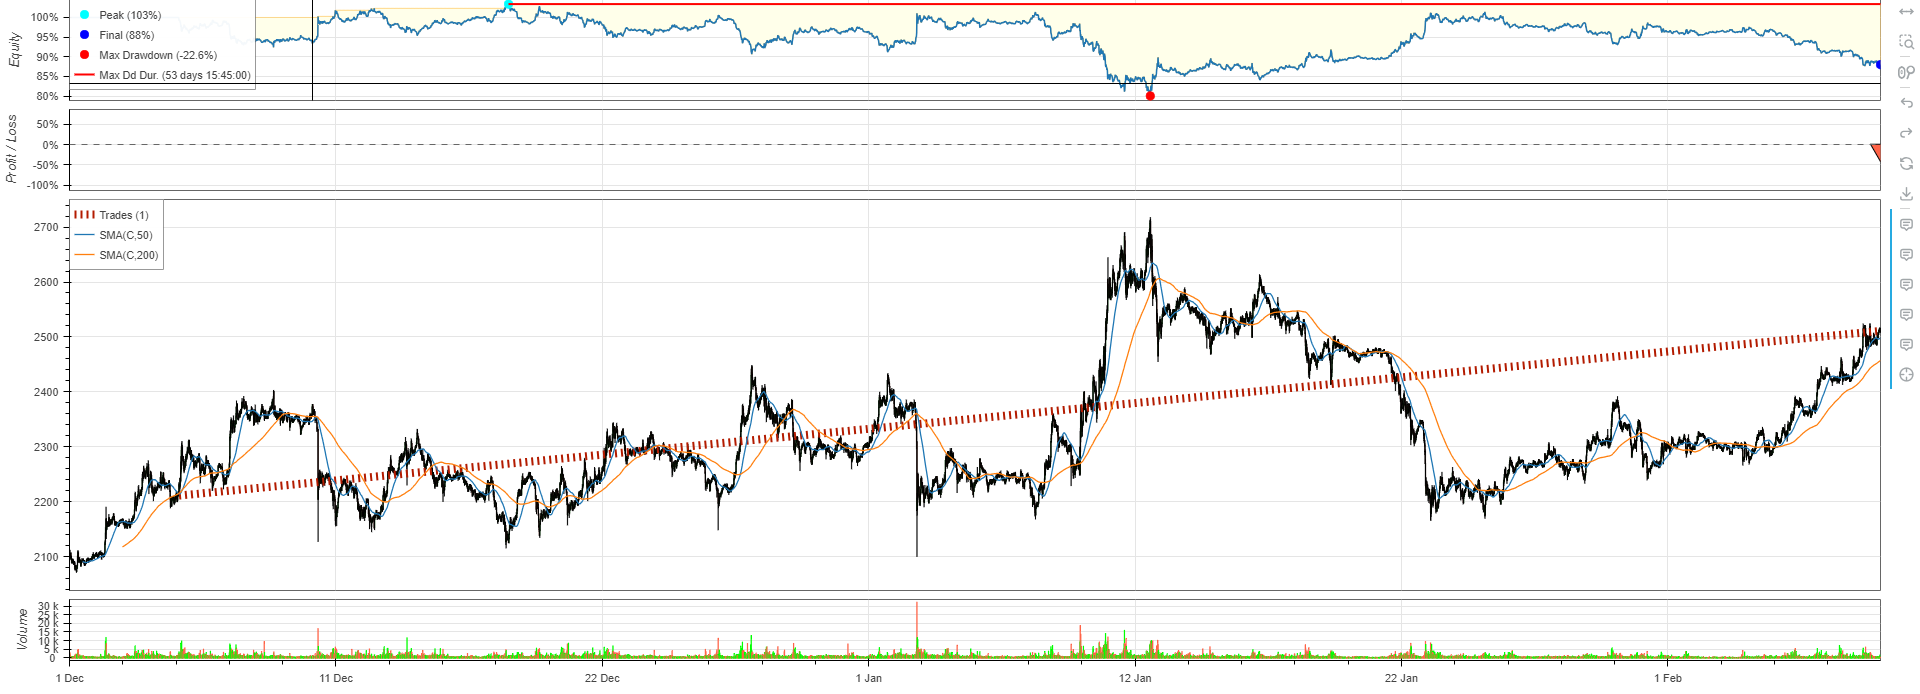 Equity
100%
95%
90%
85%
80%
Peak (103%)
Final (88%)
Max Drawdown (-22.6%)
Max Dd Dur. (53 days 15:45:00)
Profit / Loss
50%
0%
-50%
-100%
Trades (1)
SMA(C,50)
SMA(C,200)
2700
2600
2500
2400
2300
2200
2100
Volume
30 k
25 k
20 k
15 k
10 k
5 k
0
1 Dec
11 Dec
22 Dec
1 Jan
12 Jan
22 Jan
1 Feb